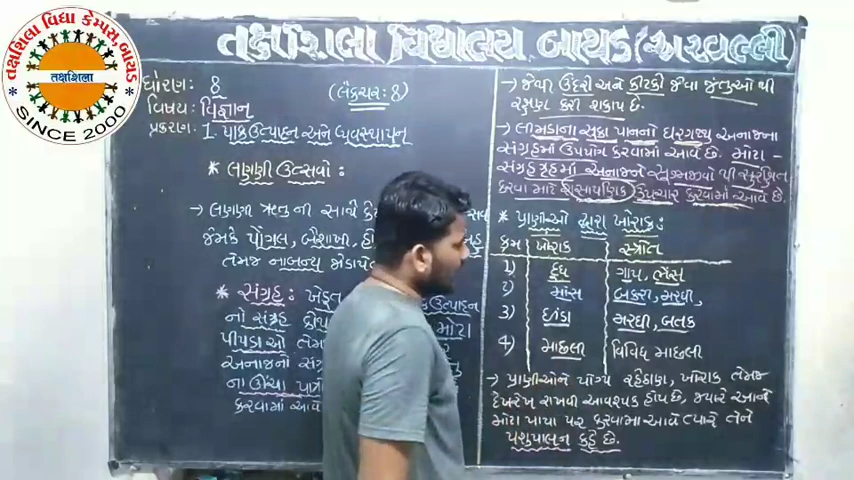 તક્ષશિલા વિદ્યા કેમ્પસ, બાયડ
તક્ષશિલા
SINCE 2000
તક્ષશિલા વિદ્યાલય બાયડ (અરવલ્લી)
ધોરણ: 8
(લેક્ચર: 8)
વિષય: વિજ્ઞાન
પ્રકરણ: 1. પાક ઉત્પાદન અને વ્યવસ્થાપન
* લણણી ઉત્સવો :
→ લણણી ઋતુ ની સાથે
જેમકે પોંગલ, બૈશાખી,
તેમજ નાબન્ય
* સંગ્રહ: ખેડૂત ઉત્પાદન
નો સંગ્રહ મોટા
પીપડાઓ
અનાજનો
ના ઊંચા
કરવામાં આવે
→ જેથી ઉંદરો અને કીટકો જેવા જંતુઓ થી
રક્ષણ કરી શકાય છે.
→ લીમડાના સૂકા પાનનો ઘરગથ્થુ અનાજના
સંગ્રહમાં ઉપયોગ કરવામાં આવે છે. મોટા -
સંગ્રહ ગૃહમાં અનાજને સૂક્ષ્મજીવો થી સુરક્ષિત
કરવા માટે રાસાયણિક ઉપચાર કરવામાં આવે છે.
* પ્રાણીઓ દ્વારા ખોરાક:
ક્રમ ખોરાક સ્ત્રોત
1) દુધ ગાય, ભેંસ
2) માંસ બકરી, મરઘી,
3) ઈંડા મરઘી, બતક
4) માછલી વિવિધ માછલી
→ પ્રાણીઓને યોગ્ય રહેઠાણ, ખોરાક તેમજ
દેખરેખ રાખવી આવશ્યક હોય છે. જ્યારે આને
મોટા પાયા પર કરવામાં આવે ત્યારે તેને
પશુપાલન કહે છે.